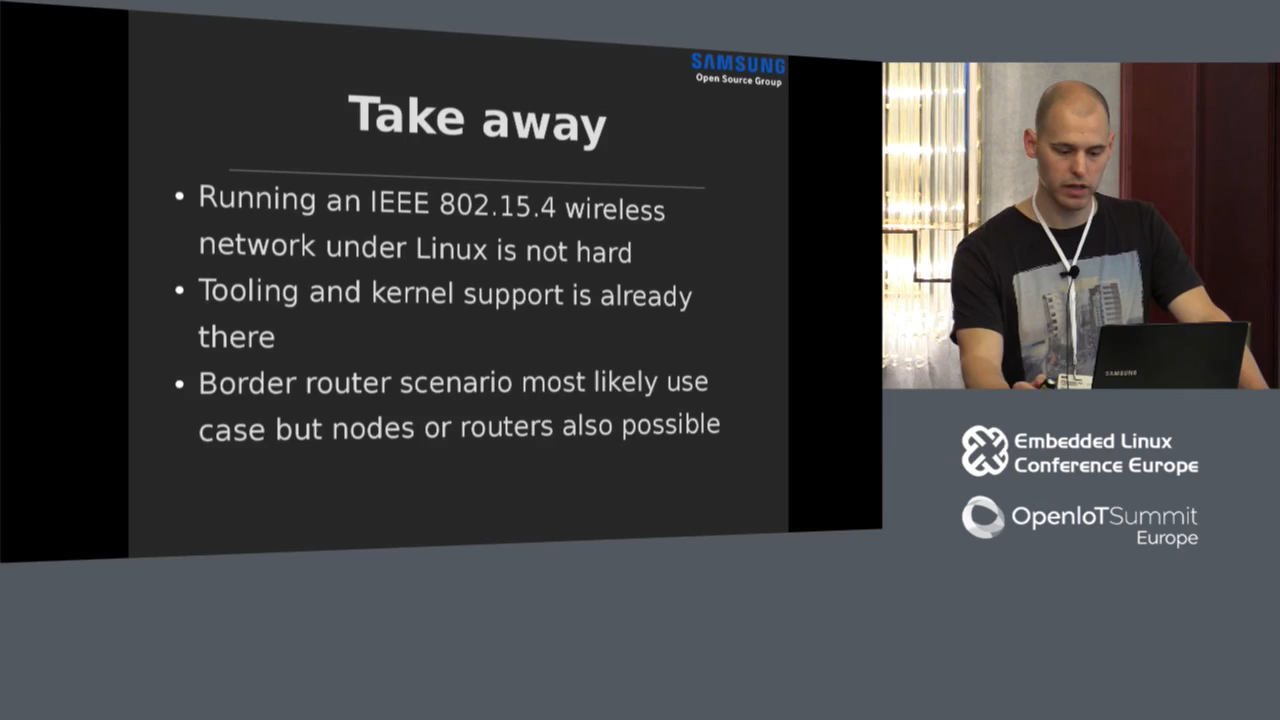 SAMSUNG
Open Source Group
Take away
• Running an IEEE 802.15.4 wireless
network under Linux is not hard
• Tooling and kernel support is already
there
• Border router scenario most likely use
case but nodes or routers also possible
SAMSUNG
Embedded Linux
Conference Europe
OpenIoTSummit
Europe